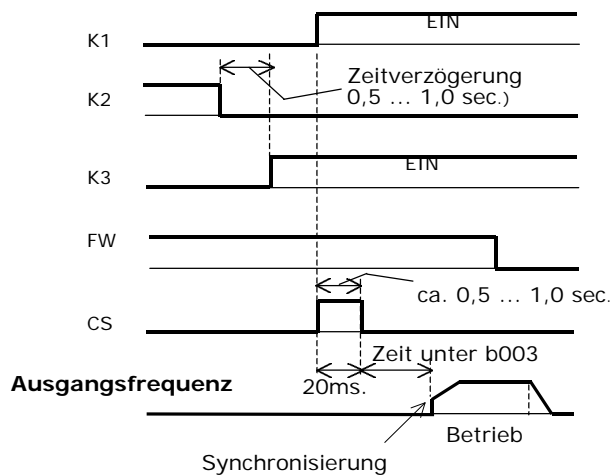 EIN
K1
Zeitverzögerung
0,5 ... 1,0 sec.)
K2
EIN
K3
FW
ca. 0,5 ... 1,0 sec.
CS
Zeit unter b003
Ausgangsfrequenz
20ms.
Betrieb
Synchronisierung